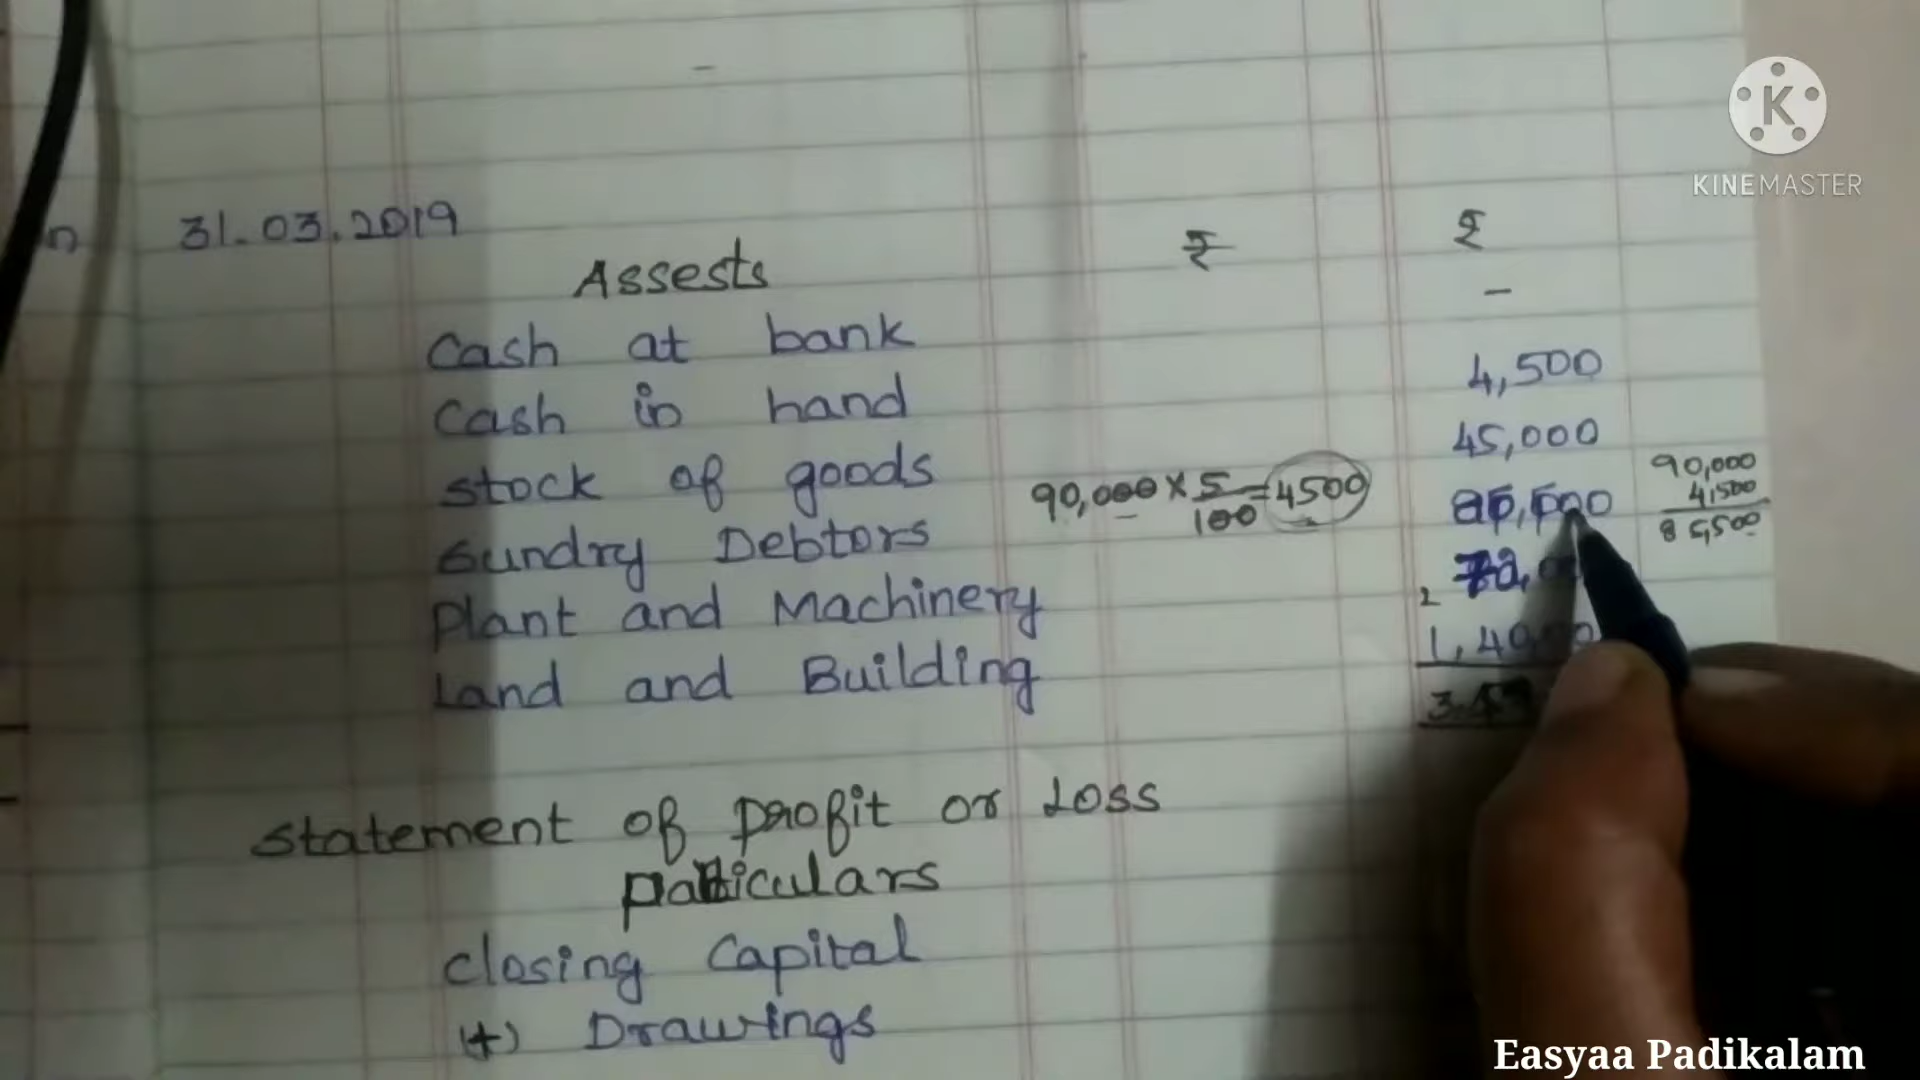 KINEMASTER
31.03.2019
Assests ₹ ₹
Cash at bank -
Cash in hand 4,500
stock of goods 45,000
sundry Debtors 90,000 × 5/100 = 4500
90,000
4,500
85,500
Plant and Machinery
Land and Building
statement of profit or Loss
particulars
closing Capital
(+) Drawings
Easyaa Padikalam